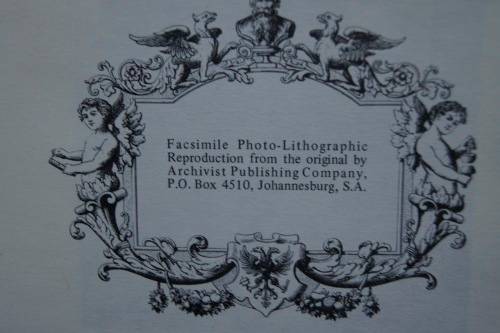 Facsimile Photo-Lithographic
Reproduction from the original by
Archivist Publishing Company,
P.O. Box 4510, Johannesburg, S.A.